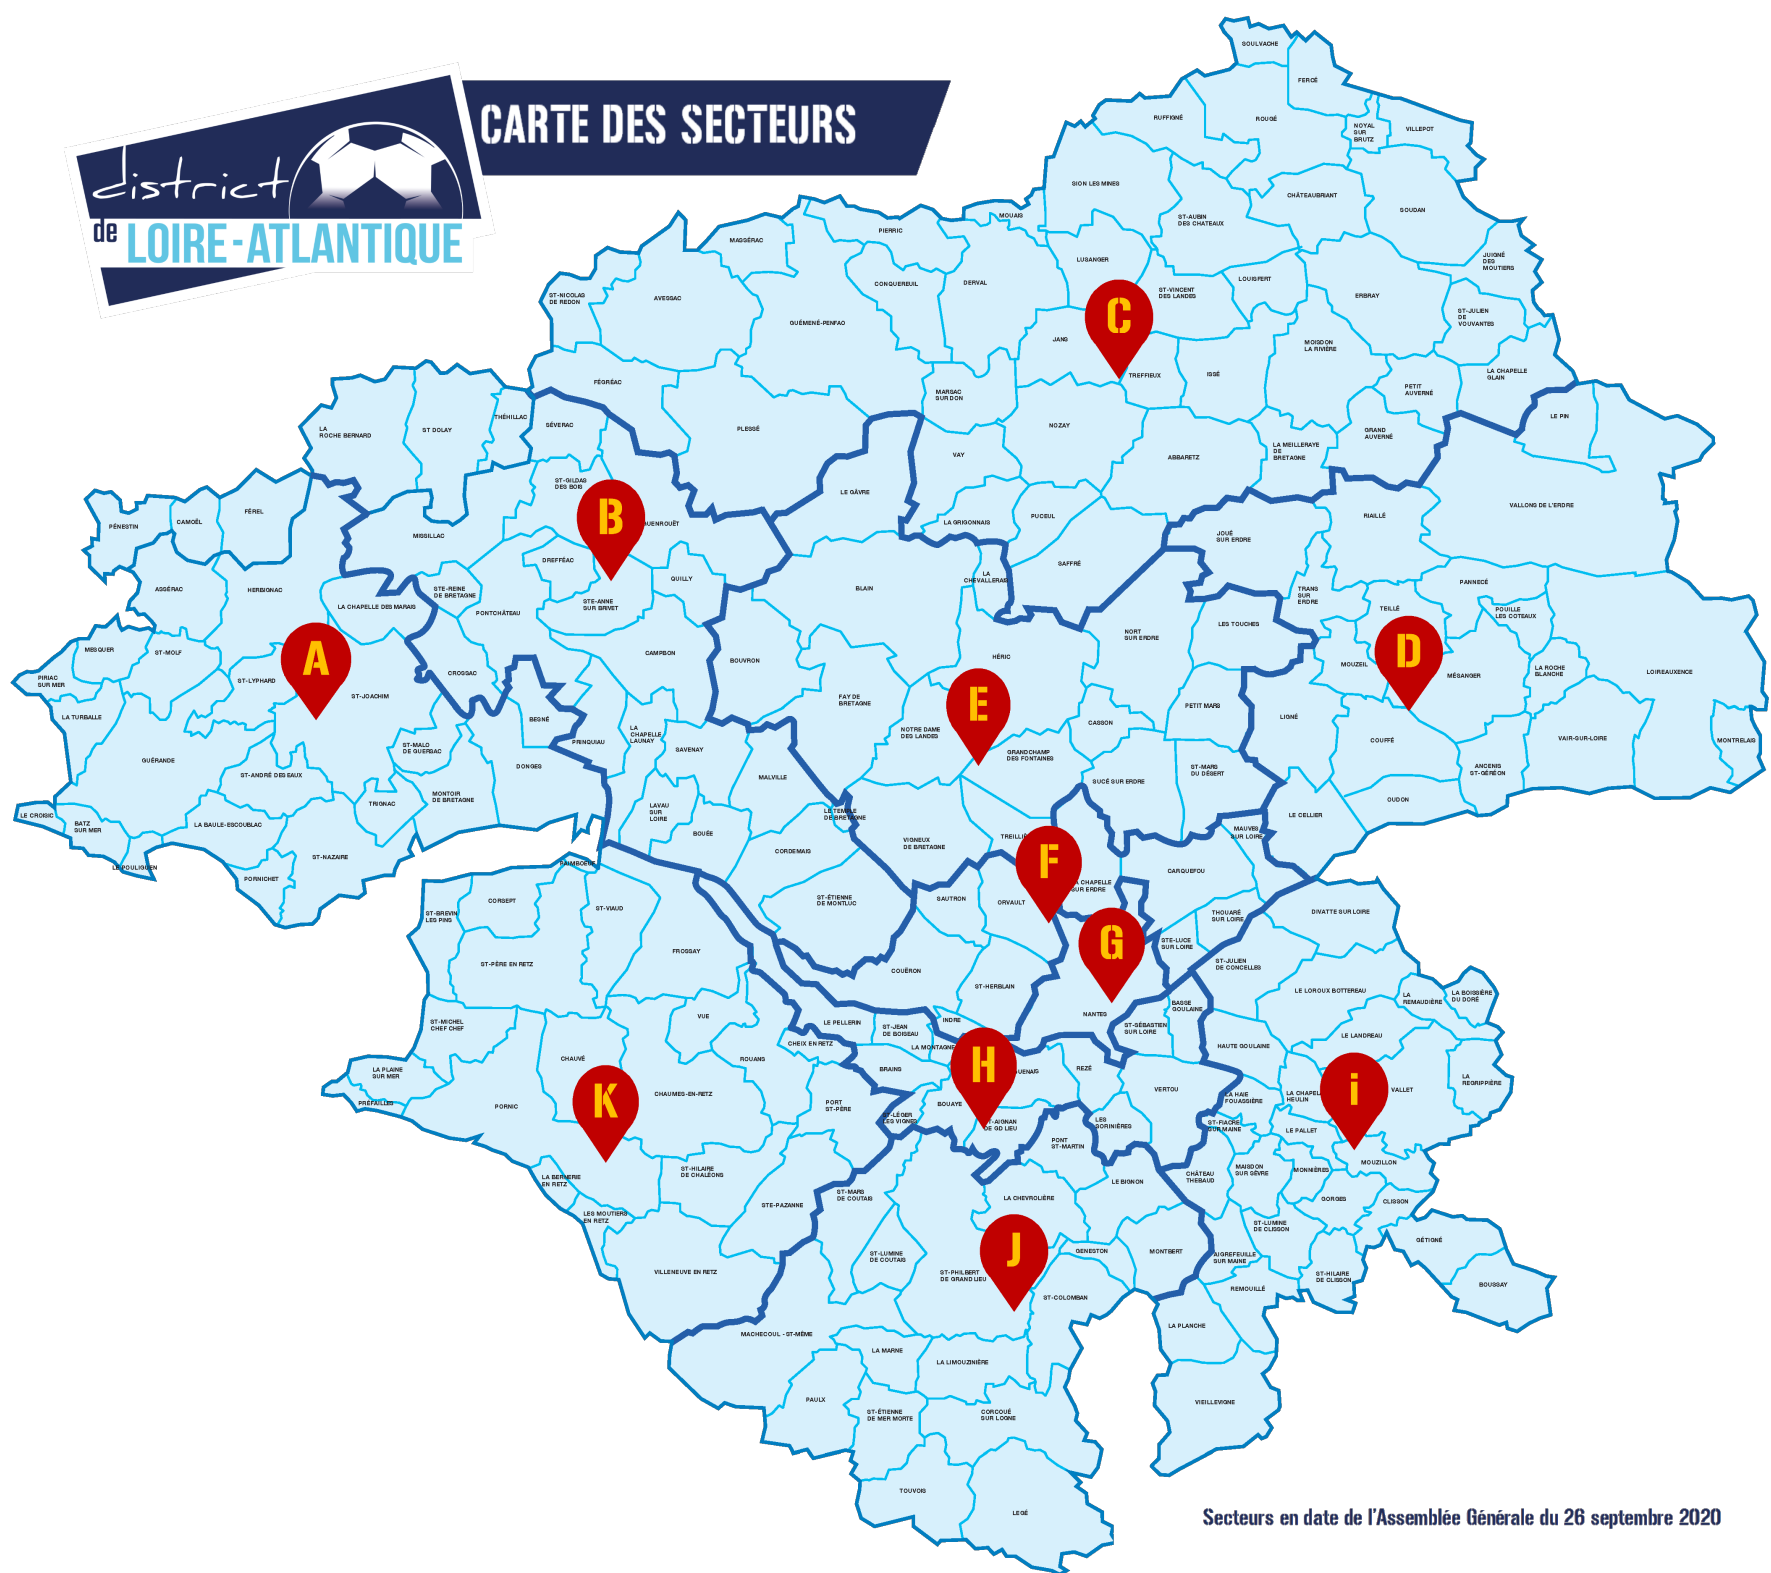 CARTE DES SECTEURS
district
de LOIRE-ATLANTIQUE
SOULVACHE
FERCÉ
RUFFIGNÉ
ROUGÉ
NOYAL
SUR
BRUTZ
VILLEPOT
SION LES MINES
CHÂTEAUBRIANT
SOUDAN
ST-AUBIN
DES CHATEAUX
MOUAIS
PIERRIC
MASSÉRAC
LUSANGER
JUIGNÉ
DES
MOUTIERS
CONQUEREUIL
DERVAL
LOUISFERT
ST-VINCENT
DES LANDES
ERBRAY
ST-NICOLAS
DE REDON
AVESSAC
GUÉMENÉ-PENFAO
C
ST-JULIEN
DE
VOUVANTES
JANS
MOISDON
LA RIVIÈRE
TREFFIEUX
ISSÉ
LA CHAPELLE
GLAIN
FÉGRÉAC
MARSAC
SUR DON
PETIT
AUVERNÉ
THÉHILLAC
LE PIN
LA
ROCHE BERNARD
ST DOLAY
SÉVERAC
PLESSÉ
NOZAY
GRAND
AUVERNÉ
VAY
ABBARETZ
LA MEILLERAYE
DE
BRETAGNE
ST-GILDAS
DES BOIS
LE GÂVRE
VALLONS DE L'ERDRE
PÉNESTIN
CAMOËL
FÉREL
B
LA GRIGONNAIS
PUCEUL
RIAILLÉ
MISSILLAC
JOUÉ
SUR ERDRE
DREFFÉAC
SAFFRÉ
QUILLY
LA
CHEVALLERAIS
ASSÉRAC
HERBIGNAC
STE-REINE
DE BRETAGNE
BLAIN
TRANS
SUR
ERDRE
PANNECÉ
LA CHAPELLE DES MARAIS
PONTCHÂTEAU
STE-ANNE
SUR BRIVET
TEILLÉ
POUILLE
LES COTEAUX
LES TOUCHES
NORT
SUR ERDRE
MESQUER
ST-MOLF
A
CAMPBON
BOUVRON
HÉRIC
D
MOUZEIL
MÉSANGER
LA ROCHE
BLANCHE
LOIREAUXENCE
PIRIAC
SUR MER
ST-LYPHARD
ST-JOACHIM
CROSSAC
FAY DE
BRETAGNE
E
PETIT MARS
LA TURBALLE
BESNÉ
LIGNÉ
NOTRE DAME
DES LANDES
CASSON
PRINQUIAU
LA
CHAPELLE
LAUNAY
SAVENAY
COUFFÉ
VAIR-SUR-LOIRE
MONTRELAIS
ST-MALO
DE GUERSAC
GRANDCHAMP
DES FONTAINES
GUÉRANDE
DONGES
ST-ANDRÉ DES EAUX
MALVILLE
SUCÉ SUR ERDRE
ST-MARS
DU DÉSERT
ANCENIS
ST-GÉRÉON
MONTOIR
DE BRETAGNE
TRIGNAC
OUDON
LE CROISIC
BATZ
SUR MER
LA BAULE-ESCOUBLAC
LAVAU
SUR
LOIRE
BOUÉE
LE TEMPLE
DE BRETAGNE
LE CELLIER
MAUVES
SUR LOIRE
VIGNEUX
DE BRETAGNE
F
CORDEMAIS
ST-NAZAIRE
LE POULIGUEN
PORNICHET
PAIMBOEUF
CARQUEFOU
SUR ERDRE
CORSEPT
ST-VIAUD
ST-ÉTIENNE
DE MONTLUC
SAUTRON
ORVAULT
ST-BREVIN
LES PINS
THOUARÉ
SUR LOIRE
DIVATTE SUR LOIRE
G
STE-LUCE
SUR LOIRE
FROSSAY
ST-PÈRE EN RETZ
COUËRON
ST-JULIEN
DE CONCELLES
ST-HERBLAIN
LE LOROUX BOTTEREAU
LA
REMAUDIÈRE
LA BOISSIÈRE
DU DORÉ
BASSE
GOULAINE
NANTES
VUE
LE PELLERIN
ST-JEAN
DE BOISEAU
INDRE
ST-SÉBASTIEN
SUR LOIRE
ST-MICHEL
CHEF CHEF
LE LANDREAU
CHEIX EN RETZ
LA MONTAGNE
HAUTE GOULAINE
CHAUVÉ
ROUANS
H
BRAINS
REZÉ
LA PLAINE
SUR MER
K
CHAUMES-EN-RETZ
VERTOU
i
VALLET
LA
REGRIPPIÈRE
PRÉFAILLES
PORNIC
PORT
ST-PÈRE
BOUAYE
LA HAIE
FOUASSIÈRE
HEULIN
ST-LÉGER
LES VIGNES
DE GD LIEU
LES
SORINIÈRES
ST-FIACRE
SUR MAINE
LE PALLET
PONT
ST-MARTIN
MOUZILLON
LA BERNERIE
EN RETZ
ST-HILAIRE
DE CHALÉONS
CHÂTEAU
THEBAUD
MAISDON
SUR SÈVRE
MONNIÈRES
LE BIGNON
ST-MARS
DE COUTAIS
LA CHEVROLIÈRE
GORGES
CLISSON
STE-PAZANNE
LES MOUTIERS
EN RETZ
ST-LUMINE
DE CLISSON
J
GÉTIGNÉ
ST-LUMINE
DE COUTAIS
GENESTON
MONTBERT
AIGREFEUILLE
SUR MAINE
VILLENEUVE EN RETZ
ST-PHILBERT
DE GRAND LIEU
ST-HILAIRE
DE CLISSON
BOUSSAY
REMOUILLÉ
ST-COLOMBAN
LA PLANCHE
MACHECOUL - ST-MÊME
LA MARNE
LA LIMOUZINIÈRE
PAULX
ST-ÉTIENNE
DE MER MORTE
CORCOUÉ
SUR LOGNE
VIEILLEVIGNE
TOUVOIS
LEGÉ
Secteurs en date de l'Assemblée Générale du 26 septembre 2020